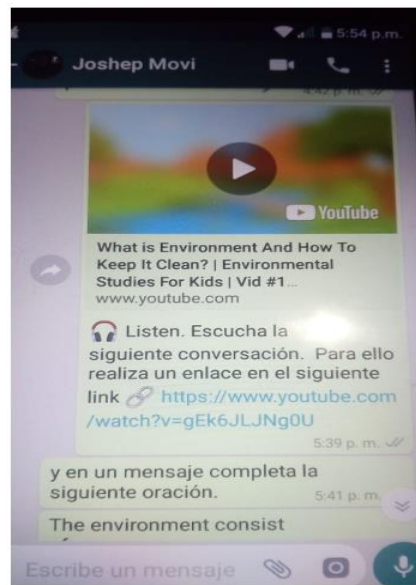 5:54 p.m.
Joshep Movi
4:42 p. m.
YouTube
What is Environment And How To
Keep It Clean? | Environmental
Studies For Kids | Vid #1...
www.youtube.com
🎧 Listen. Escucha la
siguiente conversación. Para ello
realiza un enlace en el siguiente
link 🔗 https://www.youtube.com
/watch?v=gEk6JLJNg0U
5:39 p. m.
y en un mensaje completa la
siguiente oración.
5:41 p. m.
The environment consist
Escribe un mensaje